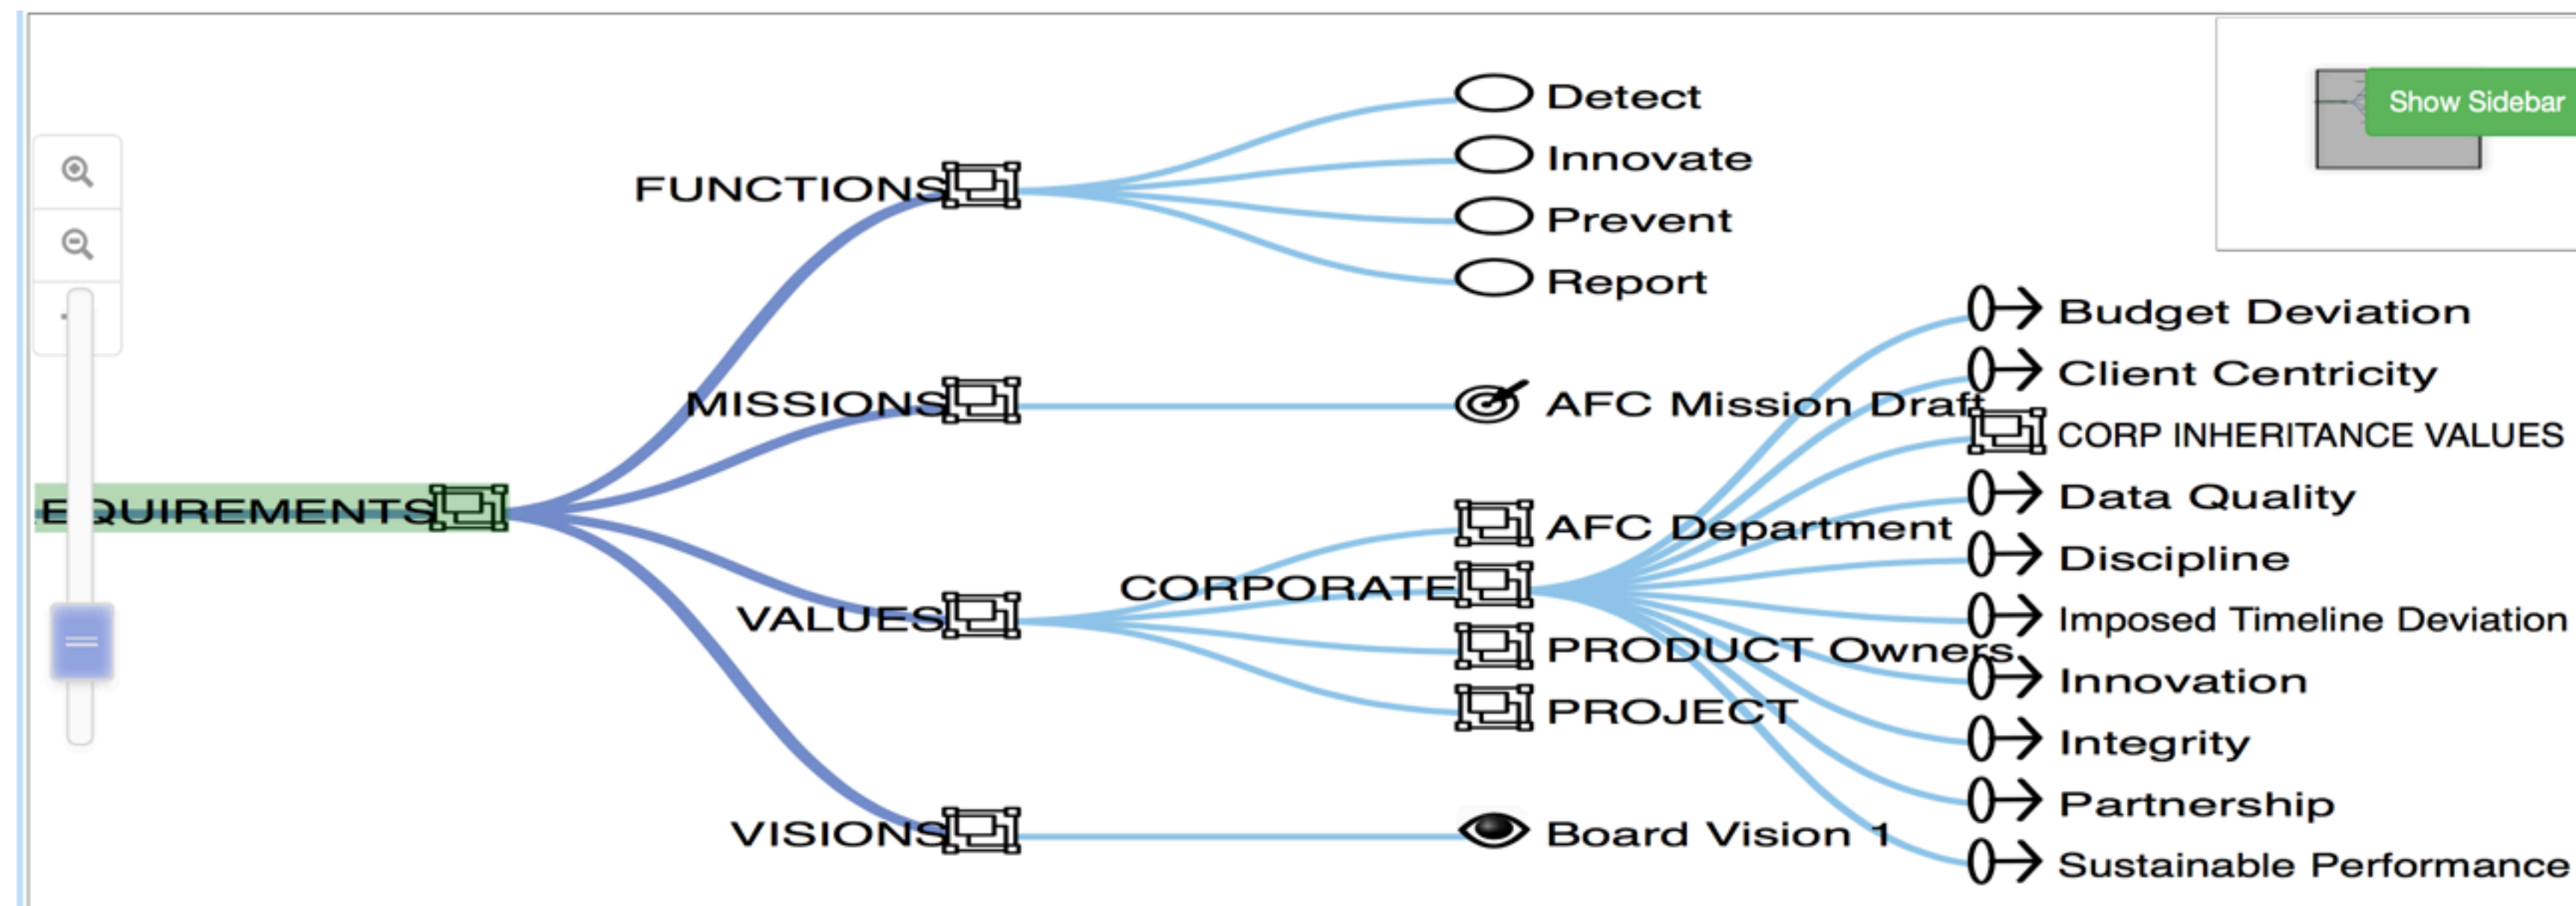 Show Sidebar
FUNCTIONS
Detect
Innovate
Prevent
Report
MISSIONS
AFC Mission Draft
EQUIREMENTS
VALUES
AFC Department
CORPORATE
PRODUCT Owners
PROJECT
Budget Deviation
Client Centricity
CORP INHERITANCE VALUES
Data Quality
Discipline
Imposed Timeline Deviation
Innovation
Integrity
Partnership
Sustainable Performance
VISIONS
Board Vision 1